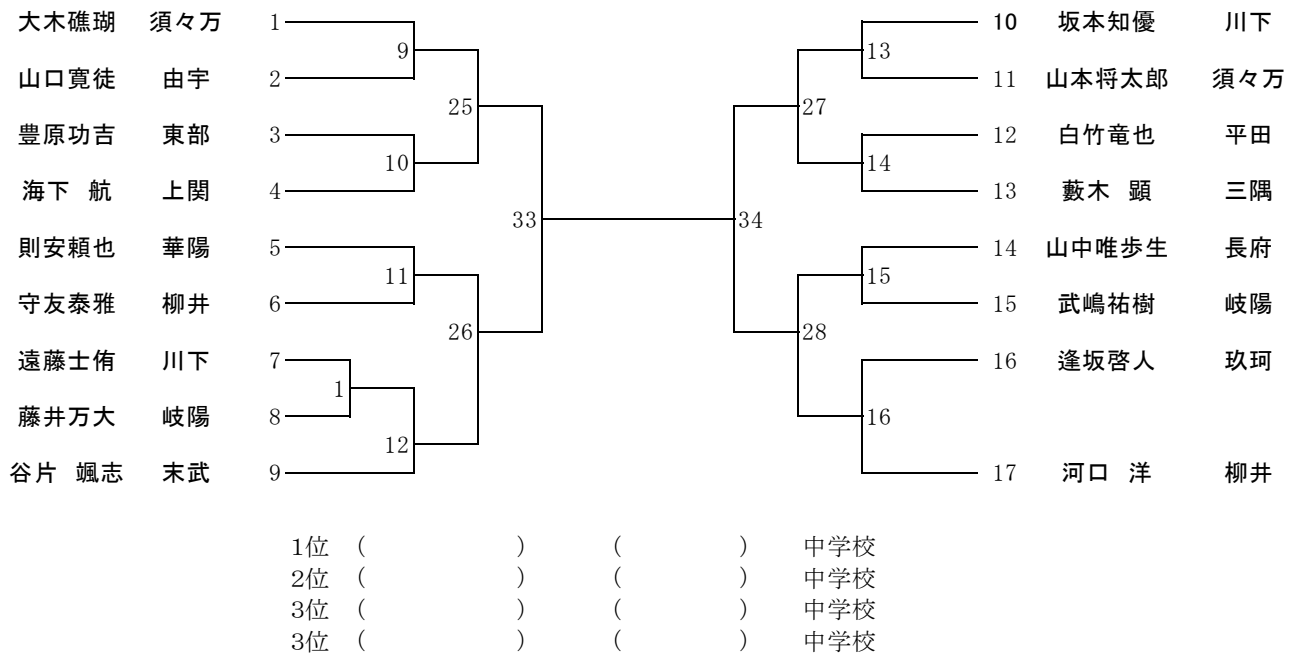 大木礁瑚 須々万 1 10 坂本知優 川下
9 13
山口寛徒 由宇 2 11 山本将太郎 須々万
25 27
豊原功吉 東部 3 12 白竹竜也 平田
10 14
海下 航 上関 4 13 藪木 顕 三隅
33 34
則安頼也 華陽 5 14 山中唯歩生 長府
11 15
守友泰雅 柳井 6 15 武嶋祐樹 岐陽
26 28
遠藤士侑 川下 7 16 逢坂啓人 玖珂
1
藤井万大 岐陽 8 16
12
谷片 颯志 末武 9 17 河口 洋 柳井
1位 ( ) ( ) 中学校
2位 ( ) ( ) 中学校
3位 ( ) ( ) 中学校
3位 ( ) ( ) 中学校